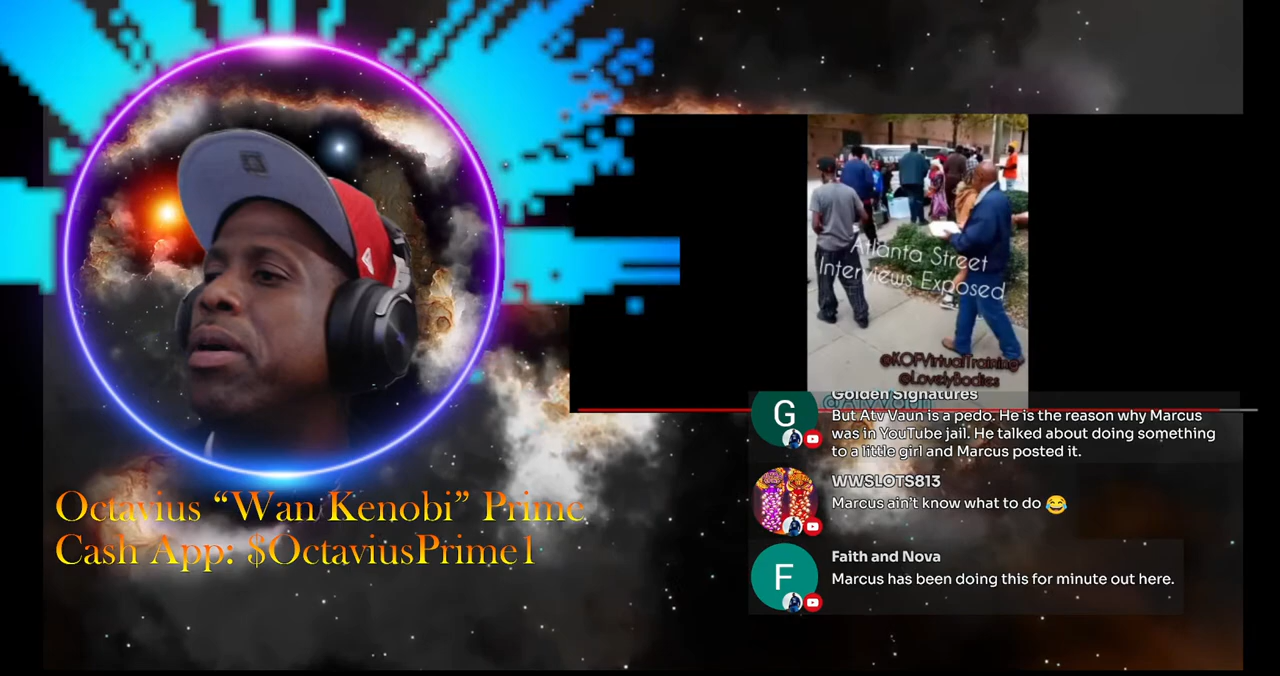 Atlanta Street
Interviews Exposed
@KOFVirtualTraining
@LovelyBodies
Golden Signatures
But Atv Vaun is a pedo. He is the reason why Marcus
was in YouTube jail. He talked about doing something
to a little girl and Marcus posted it.
WWSLOTS813
Marcus ain’t know what to do 😂
Faith and Nova
Marcus has been doing this for minute out here.
G
F
Octavius “Wan Kenobi” Prime
Cash App: $OctaviusPrime1